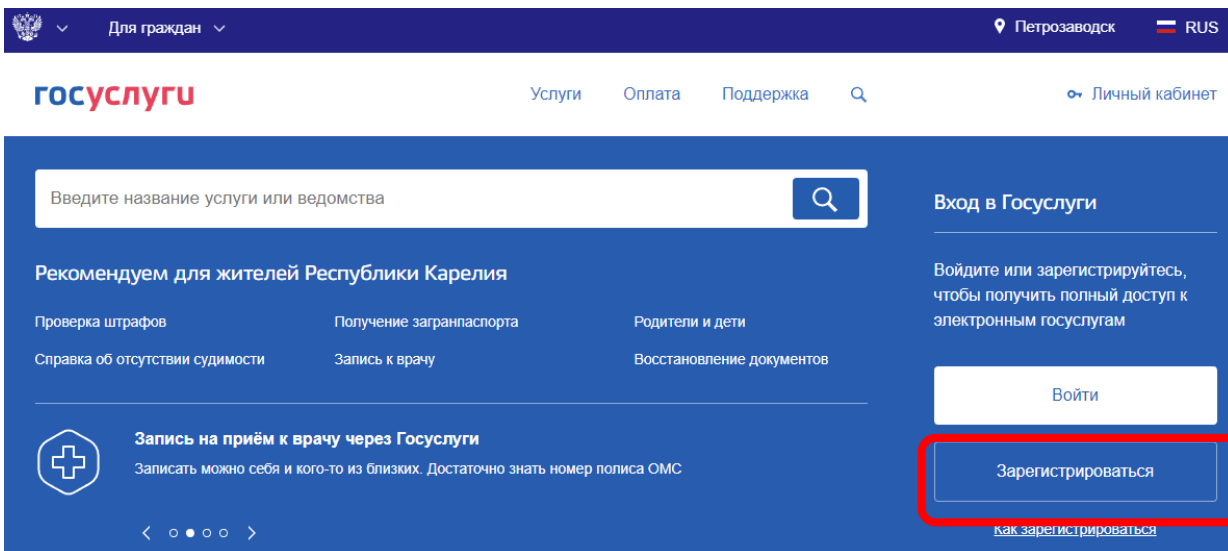 Для граждан
Петрозаводск
RUS
госуслуги
Услуги
Оплата
Поддержка
Личный кабинет
Введите название услуги или ведомства
Рекомендуем для жителей Республики Карелия
Проверка штрафов
Получение загранпаспорта
Родители и дети
Справка об отсутствии судимости
Запись к врачу
Восстановление документов
Запись на приём к врачу через Госуслуги
Записать можно себя и кого-то из близких. Достаточно знать номер полиса ОМС
Вход в Госуслуги
Войдите или зарегистрируйтесь,
чтобы получить полный доступ к
электронным госуслугам
Войти
Зарегистрироваться
Как зарегистрироваться